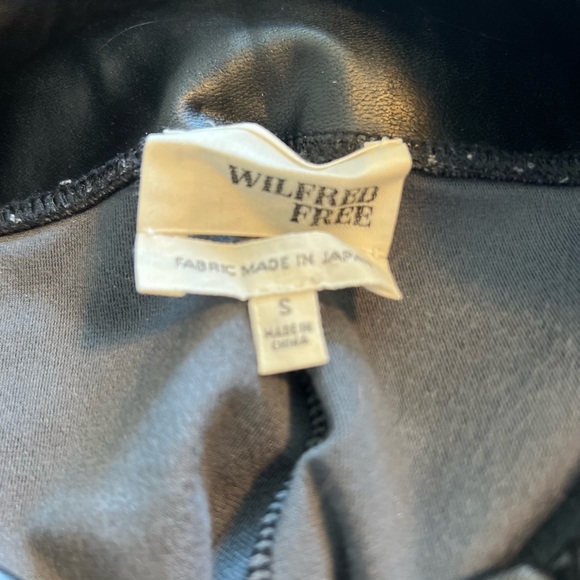 WILFRED
FREE
FABRIC MADE IN JAPAN
S
MADE IN
CHINA